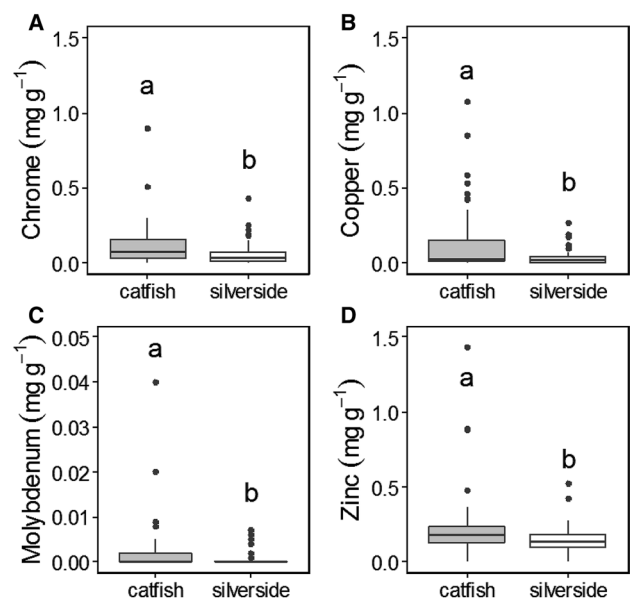 A
Chrome (mg g⁻¹)
1.5
1.0
0.5
0.0
a
b
catfish silverside
B
Copper (mg g⁻¹)
1.5
1.0
0.5
0.0
a
b
catfish silverside
C
Molybdenum (mg g⁻¹)
0.05
0.04
0.03
0.02
0.01
0.00
a
b
catfish silverside
D
Zinc (mg g⁻¹)
1.5
1.0
0.5
0.0
a
b
catfish silverside